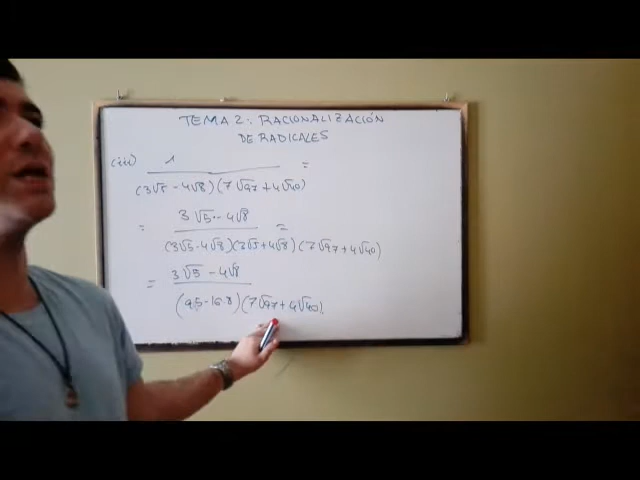 TEMA 2: RACIONALIZACIÓN
DE RADICALES
(iii) 1
=
(3√5 - 4√8)(7√97 + 4√40)
= 3√5 - 4√8 =
(3√5 - 4√8)(3√5 + 4√8)(7√97 + 4√40)
= 3√5 - 4√8
(9·5 - 16·8)(7√97 + 4√40)